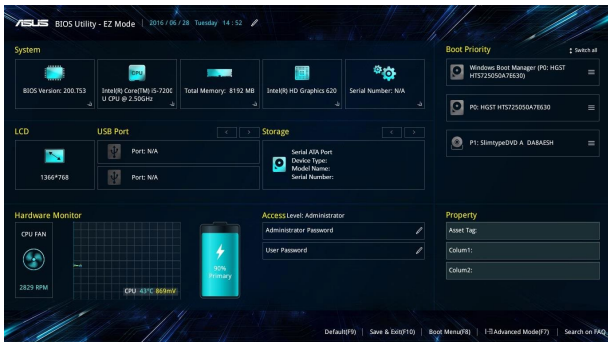 ASUS BIOS Utility - EZ Mode | 2016 / 06 / 28 Tuesday 14 : 52
System
BIOS Version: 200.T53
CPU
Intel(R) Core(TM) i5-7200
U CPU @ 2.50GHz
Total Memory: 8192 MB
Intel(R) HD Graphics 620
Serial Number: N/A
Boot Priority
Switch all
Windows Boot Manager (P0: HGST
HTS725050A7E630)
P0: HGST HTS725050A7E630
P1: SlimtypeDVD A DA8AESH
LCD
1366*768
USB Port
Port: N/A
Port: N/A
Storage
Serial ATA Port
Device Type:
Model Name:
Serial Number:
Hardware Monitor
CPU FAN
2829 RPM
CPU 43°C 869mV
90%
Primary
Access Level: Administrator
Administrator Password
User Password
Property
Asset Tag:
Colum1:
Colum2:
Default(F9) | Save & Exit(F10) | Boot Menu(F8) | Advanced Mode(F7) | Search on FAQ